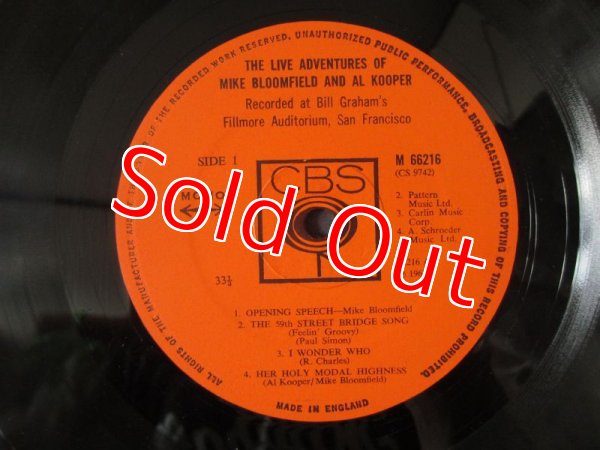 ALL RIGHTS OF THE MANUFACTURER AND OF THE OF THE RECORDED WORK RESERVED. UNAUTHORIZED PUBLIC PERFORMANCE, BROADCASTING AND COPYING OF THIS RECORD PROHIBITED.
THE LIVE ADVENTURES OF
MIKE BLOOMFIELD AND AL KOOPER
Recorded at Bill Graham's
Fillmore Auditorium, San Francisco
SIDE 1
CBS
M 66216
(CS 9742)
MONO
2. Pattern
Music Ltd.
3. Carlin Music
Corp.
4. A. Schroeder
Music Ltd.
Sold Out
33⅓
1. OPENING SPEECH—Mike Bloomfield
2. THE 59th STREET BRIDGE SONG
(Feelin' Groovy)
(Paul Simon)
3. I WONDER WHO
(R. Charles)
4. HER HOLY MODAL HIGHNESS
(Al Kooper/Mike Bloomfield)
MADE IN ENGLAND